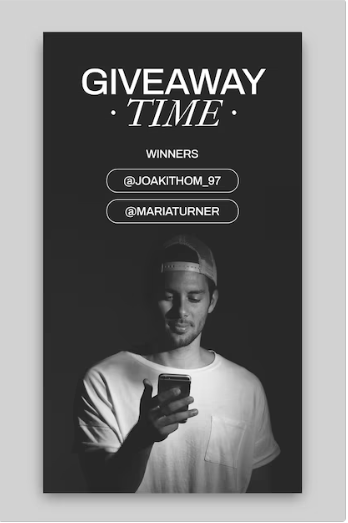 GIVEAWAY
· TIME ·
WINNERS
@JOAKITHOM_97
@MARIATURNER